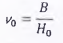 ν₀ = B / H₀